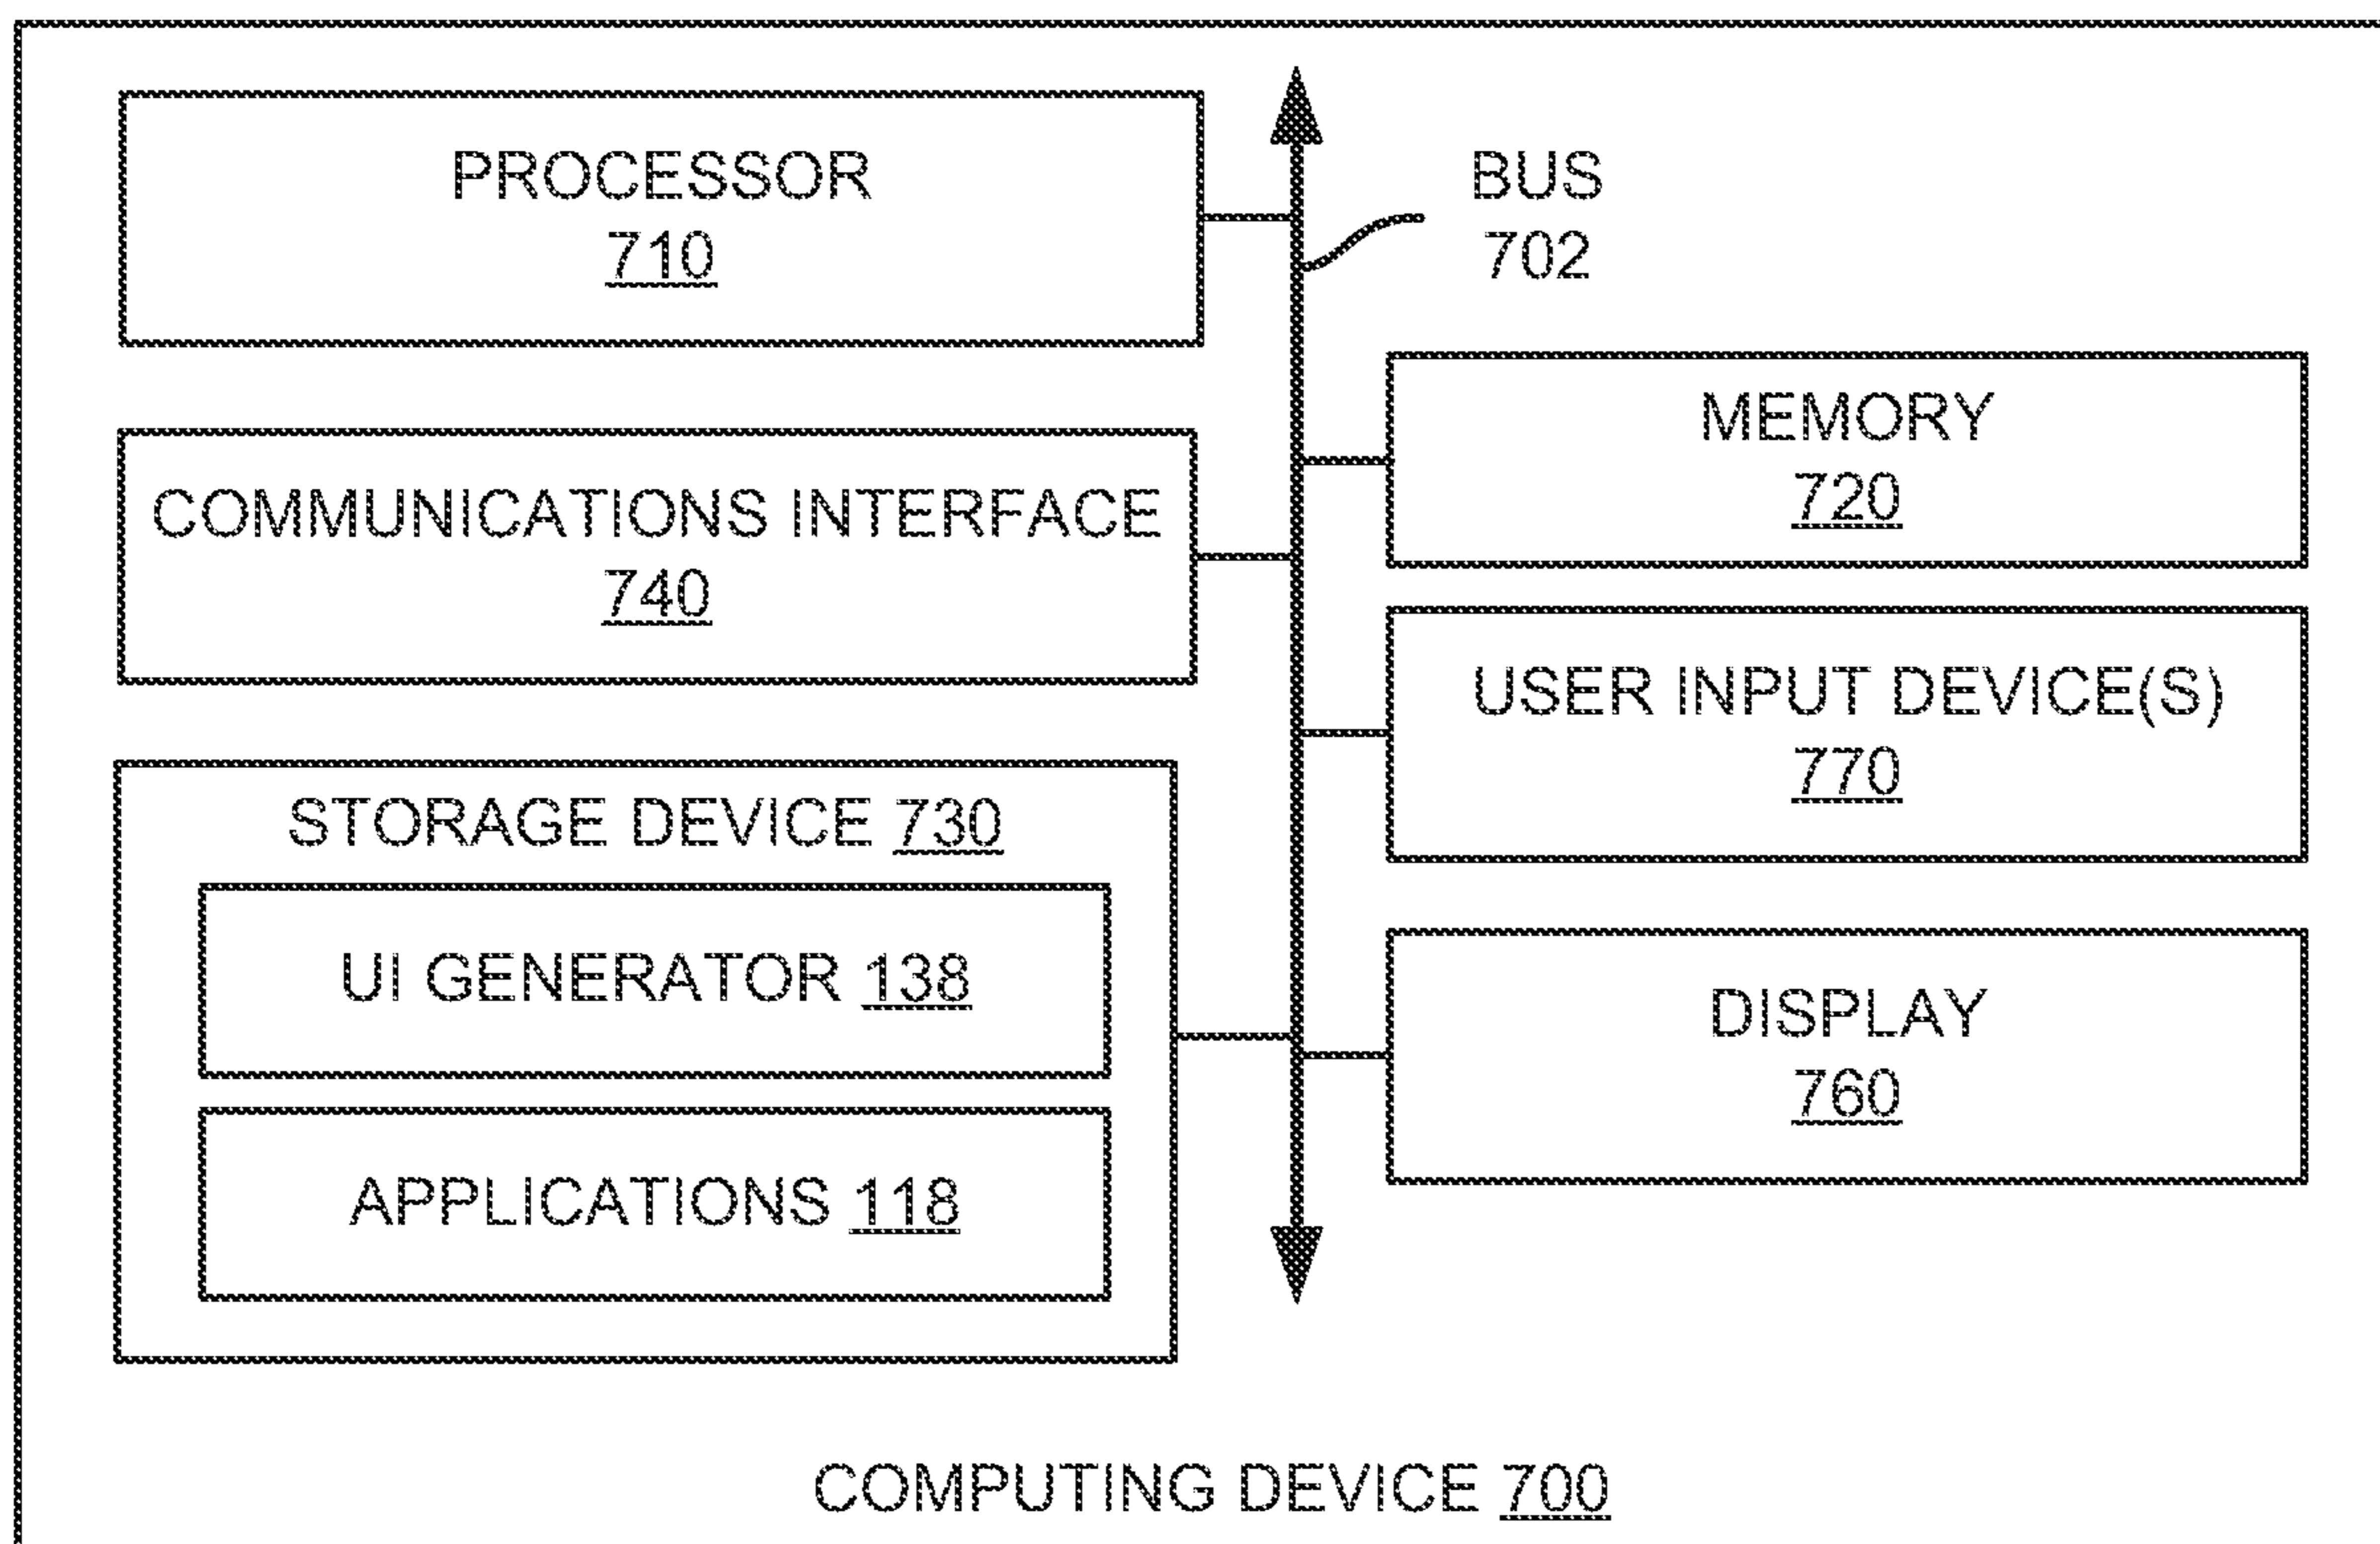 PROCESSOR
710
BUS
702
COMMUNICATIONS INTERFACE
740
MEMORY
720
USER INPUT DEVICE(S)
770
STORAGE DEVICE 730
UI GENERATOR 138
APPLICATIONS 118
DISPLAY
760
COMPUTING DEVICE 700